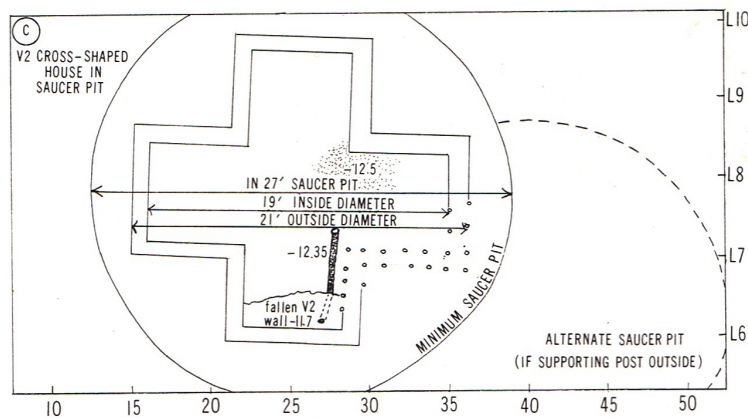 C
V2 CROSS-SHAPED
HOUSE IN
SAUCER PIT
L10
L9
L8
L7
L6
-12.5
IN 27' SAUCER PIT
19' INSIDE DIAMETER
21' OUTSIDE DIAMETER
-12.35
fallen V2
wall-11.7
MINIMUM SAUCER PIT
ALTERNATE SAUCER PIT
(IF SUPPORTING POST OUTSIDE)
10 15 20 25 30 35 40 45 50